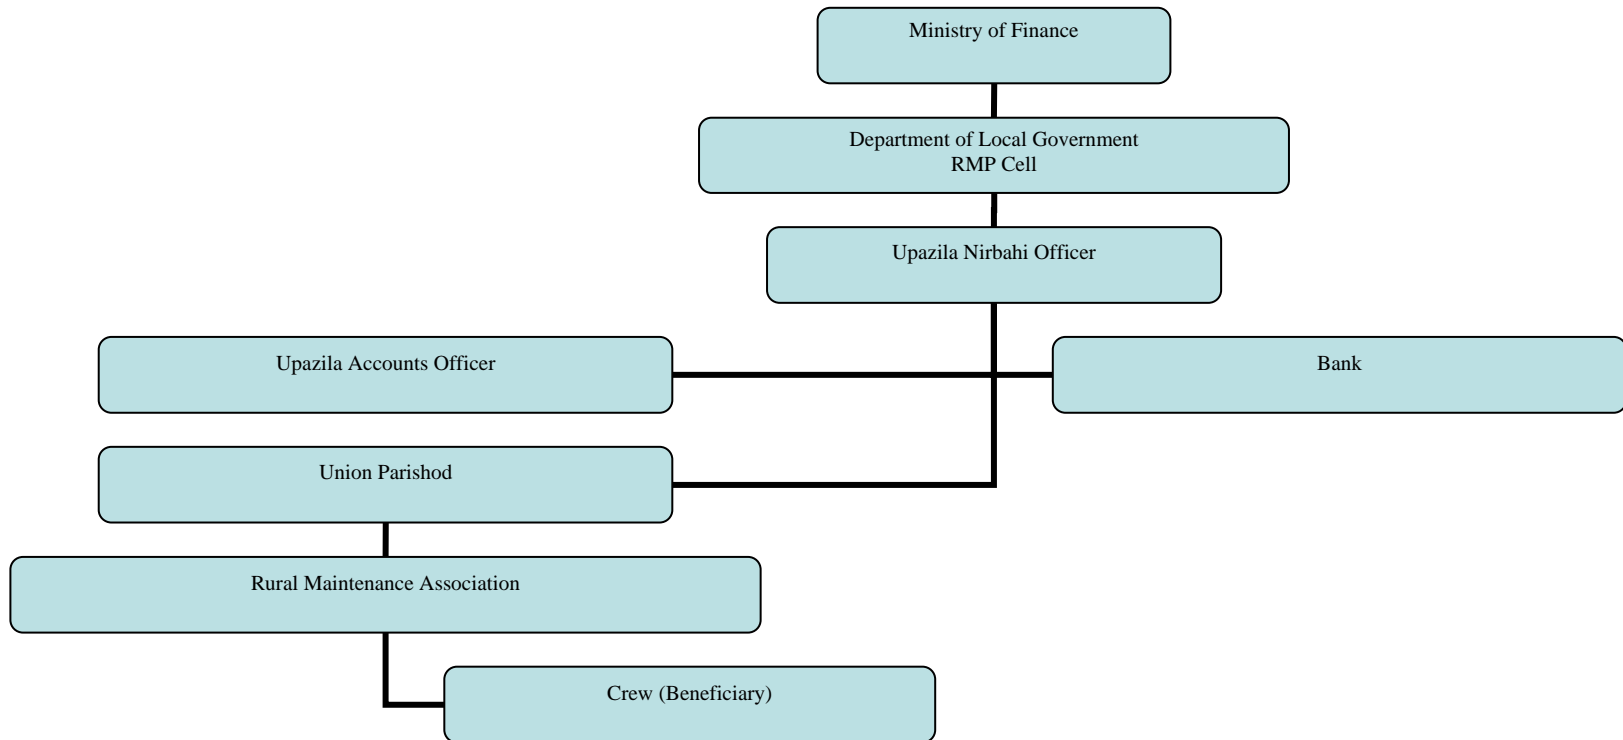 Ministry of Finance
Department of Local Government
RMP Cell
Upazila Nirbahi Officer
Upazila Accounts Officer
Bank
Union Parishod
Rural Maintenance Association
Crew (Beneficiary)